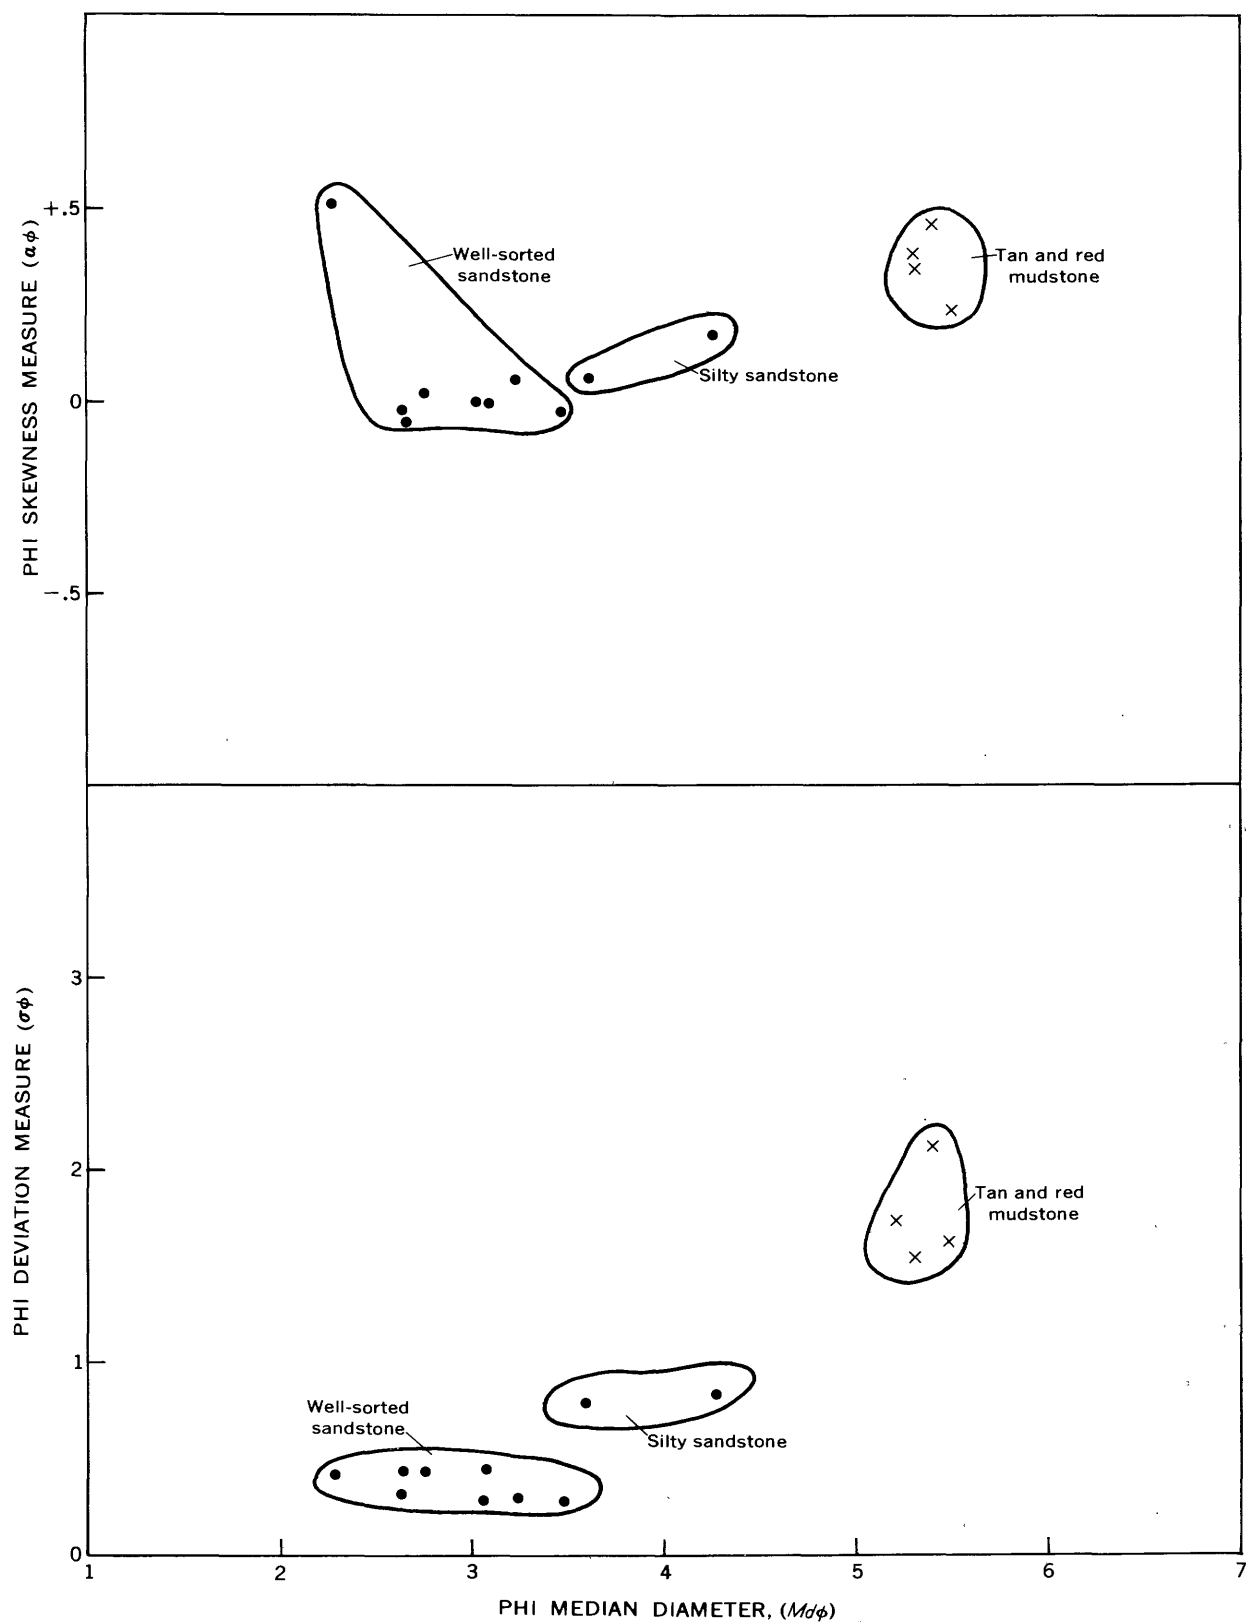 PHI SKEWNESS MEASURE (αϕ)
+.5
0
−.5
Well-sorted
sandstone
Silty sandstone
Tan and red
mudstone
PHI DEVIATION MEASURE (σϕ)
3
2
1
0
Tan and red
mudstone
Well-sorted
sandstone
Silty sandstone
1 2 3 4 5 6 7
PHI MEDIAN DIAMETER, (Mdϕ)